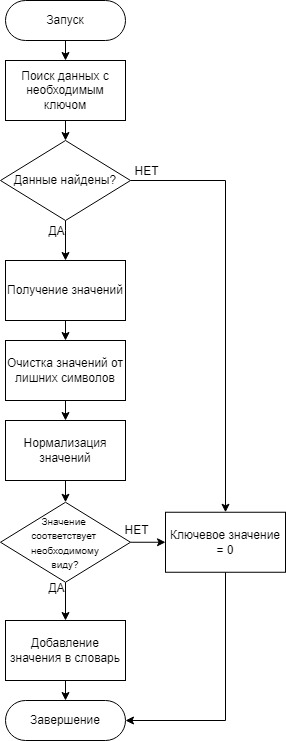 Запуск
Поиск данных с
необходимым
ключом
Данные найдены?
НЕТ
ДА
Получение значений
Очистка значений от
лишних символов
Нормализация
значений
Значение
соответствует
необходимому
виду?
НЕТ
Ключевое значение
= 0
ДА
Добавление
значения в словарь
Завершение